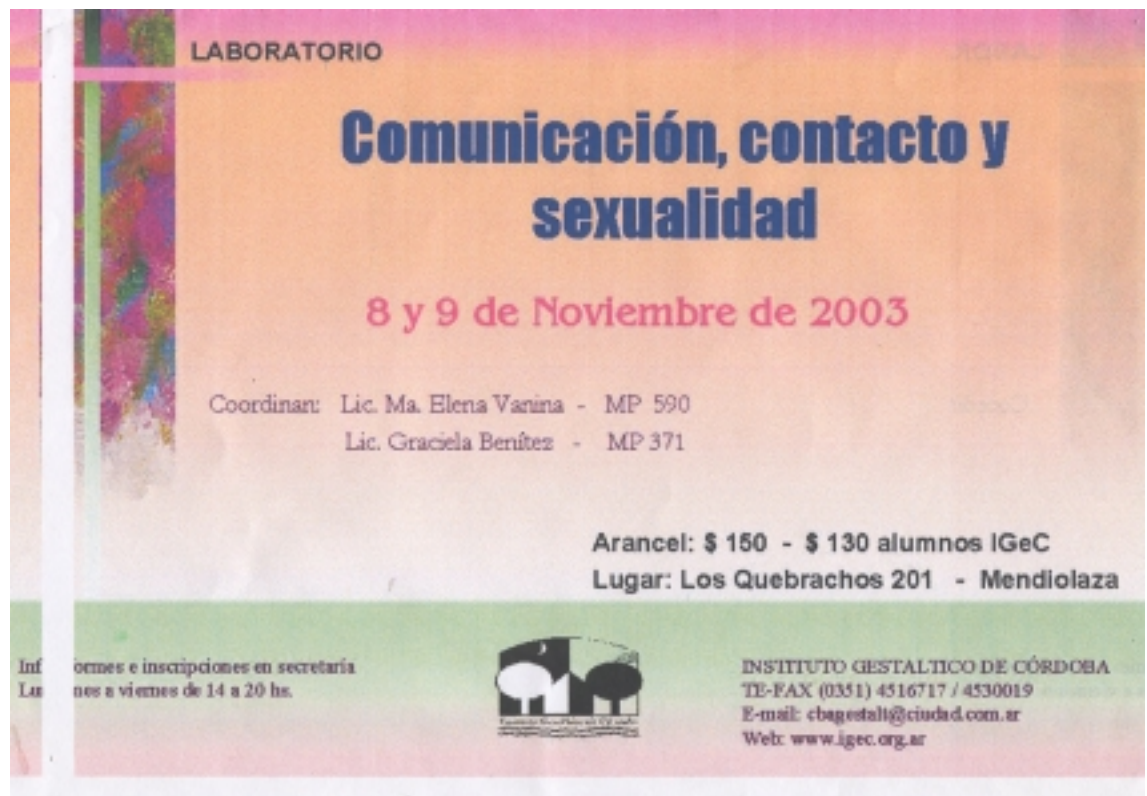 LABORATORIO
Comunicación, contacto y
sexualidad
8 y 9 de Noviembre de 2003
Coordinan: Lic. Ma. Elena Vanina - MP 590
Lic. Graciela Benítez - MP 371
Arancel: $ 150 - $ 130 alumnos IGeC
Lugar: Los Quebrachos 201 - Mendiolaza
Inf ormes e inscripciones en secretaría
Lu nes a viernes de 14 a 20 hs.
INSTITUTO GESTALTICO DE CÓRDOBA
TE-FAX (0351) 4516717 / 4530019
E-mail: cbagestalt@ciudad.com.ar
Web: www.igec.org.ar